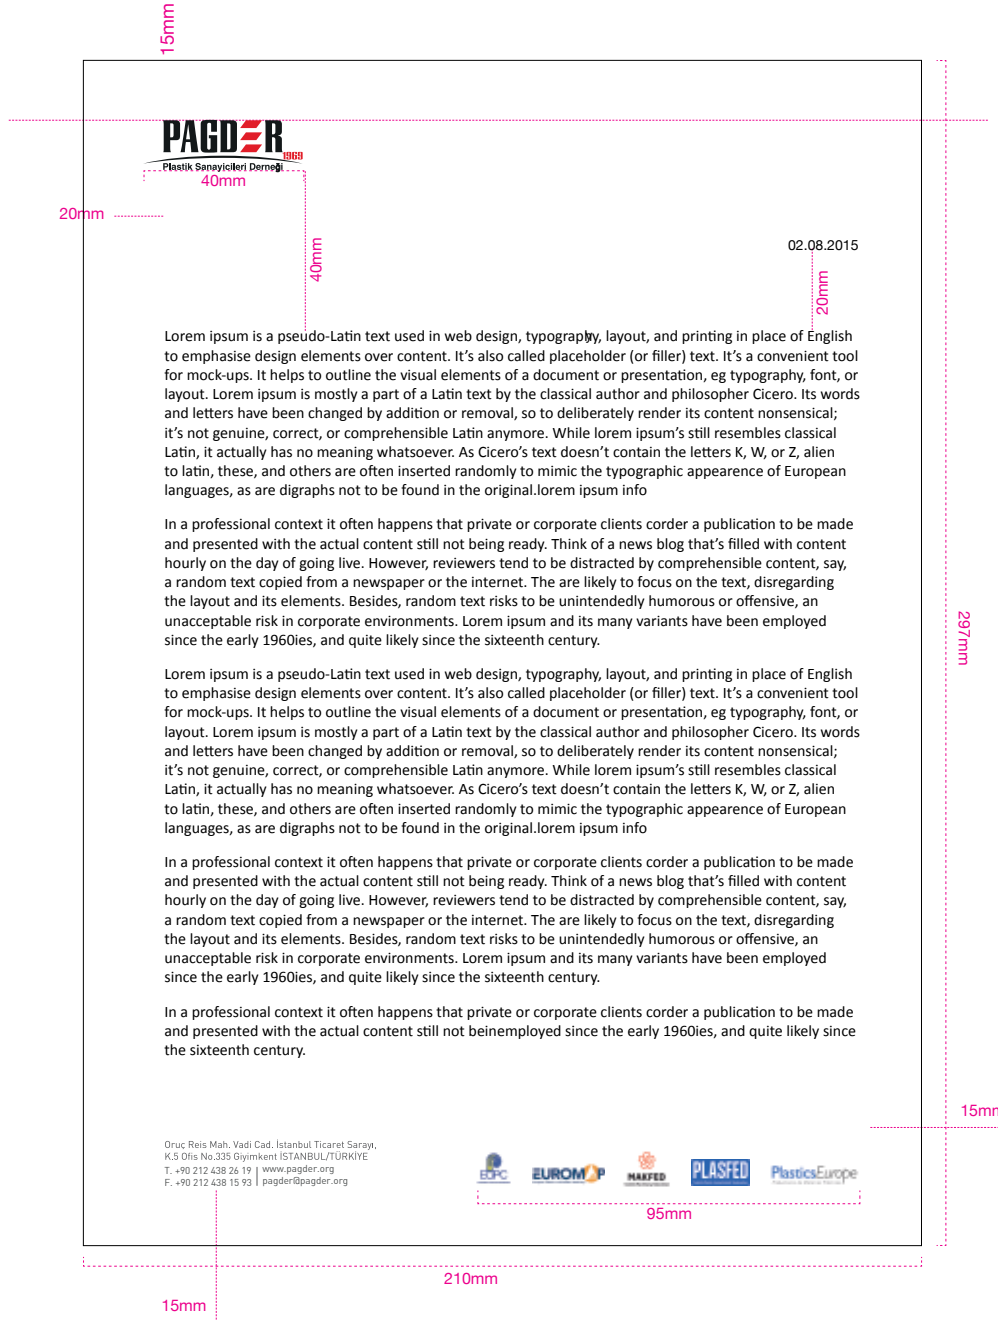 15mm
PAGDER
1969
Plastik Sanayicileri Derneği
40mm
20mm
40mm
02.08.2015
20mm
Lorem ipsum is a pseudo-Latin text used in web design, typography, layout, and printing in place of English
to emphasise design elements over content. It’s also called placeholder (or filler) text. It’s a convenient tool
for mock-ups. It helps to outline the visual elements of a document or presentation, eg typography, font, or
layout. Lorem ipsum is mostly a part of a Latin text by the classical author and philosopher Cicero. Its words
and letters have been changed by addition or removal, so to deliberately render its content nonsensical;
it’s not genuine, correct, or comprehensible Latin anymore. While lorem ipsum’s still resembles classical
Latin, it actually has no meaning whatsoever. As Cicero’s text doesn’t contain the letters K, W, or Z, alien
to latin, these, and others are often inserted randomly to mimic the typographic appearence of European
languages, as are digraphs not to be found in the original.lorem ipsum info
In a professional context it often happens that private or corporate clients corder a publication to be made
and presented with the actual content still not being ready. Think of a news blog that’s filled with content
hourly on the day of going live. However, reviewers tend to be distracted by comprehensible content, say,
a random text copied from a newspaper or the internet. The are likely to focus on the text, disregarding
the layout and its elements. Besides, random text risks to be unintendedly humorous or offensive, an
unacceptable risk in corporate environments. Lorem ipsum and its many variants have been employed
since the early 1960ies, and quite likely since the sixteenth century.
Lorem ipsum is a pseudo-Latin text used in web design, typography, layout, and printing in place of English
to emphasise design elements over content. It’s also called placeholder (or filler) text. It’s a convenient tool
for mock-ups. It helps to outline the visual elements of a document or presentation, eg typography, font, or
layout. Lorem ipsum is mostly a part of a Latin text by the classical author and philosopher Cicero. Its words
and letters have been changed by addition or removal, so to deliberately render its content nonsensical;
it’s not genuine, correct, or comprehensible Latin anymore. While lorem ipsum’s still resembles classical
Latin, it actually has no meaning whatsoever. As Cicero’s text doesn’t contain the letters K, W, or Z, alien
to latin, these, and others are often inserted randomly to mimic the typographic appearence of European
languages, as are digraphs not to be found in the original.lorem ipsum info
In a professional context it often happens that private or corporate clients corder a publication to be made
and presented with the actual content still not being ready. Think of a news blog that’s filled with content
hourly on the day of going live. However, reviewers tend to be distracted by comprehensible content, say,
a random text copied from a newspaper or the internet. The are likely to focus on the text, disregarding
the layout and its elements. Besides, random text risks to be unintendedly humorous or offensive, an
unacceptable risk in corporate environments. Lorem ipsum and its many variants have been employed
since the early 1960ies, and quite likely since the sixteenth century.
In a professional context it often happens that private or corporate clients corder a publication to be made
and presented with the actual content still not beinemployed since the early 1960ies, and quite likely since
the sixteenth century.
297mm
15mm
Oruç Reis Mah. Vadi Cad. İstanbul Ticaret Sarayı,
K.5 Ofis No.335 Giyimkent İSTANBUL/TÜRKİYE
T. +90 212 438 26 19 | www.pagder.org
F. +90 212 438 15 93 | pagder@pagder.org
EUPC EUROMAP MAKFED PLASFED PlasticsEurope
95mm
210mm
15mm